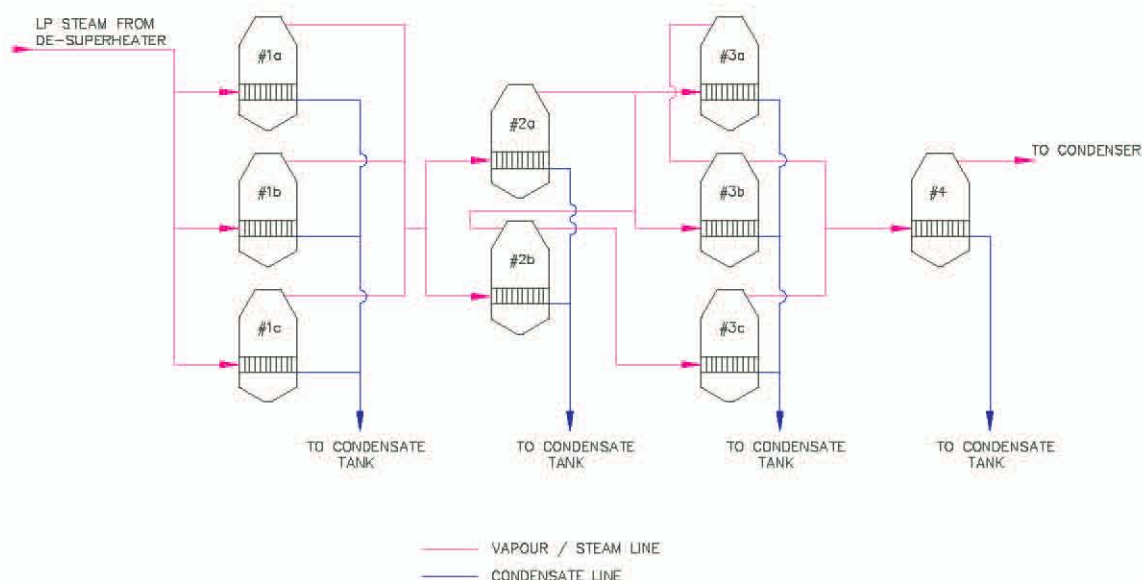 LP STEAM FROM
DE-SUPERHEATER
#1a
#3a
#2a
#1b
#3b
#4
TO CONDENSER
#2b
#1c
#3c
TO CONDENSATE
TANK
TO CONDENSATE
TANK
TO CONDENSATE
TANK
TO CONDENSATE
TANK
VAPOUR / STEAM LINE
CONDENSATE LINE